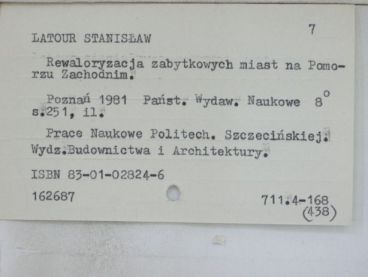 7
LATOUR STANISŁAW
Rewaloryzacja zabytkowych miast na Pomo-
rzu Zachodnim.
Poznań 1981 Państ. Wydaw. Naukowe 8°
s.251, il.
Prace Naukowe Politech. Szczecińskiej.
Wydz.Budownictwa i Architektury.
ISBN 83-01-02824-6
162687 711.4-168
(438)